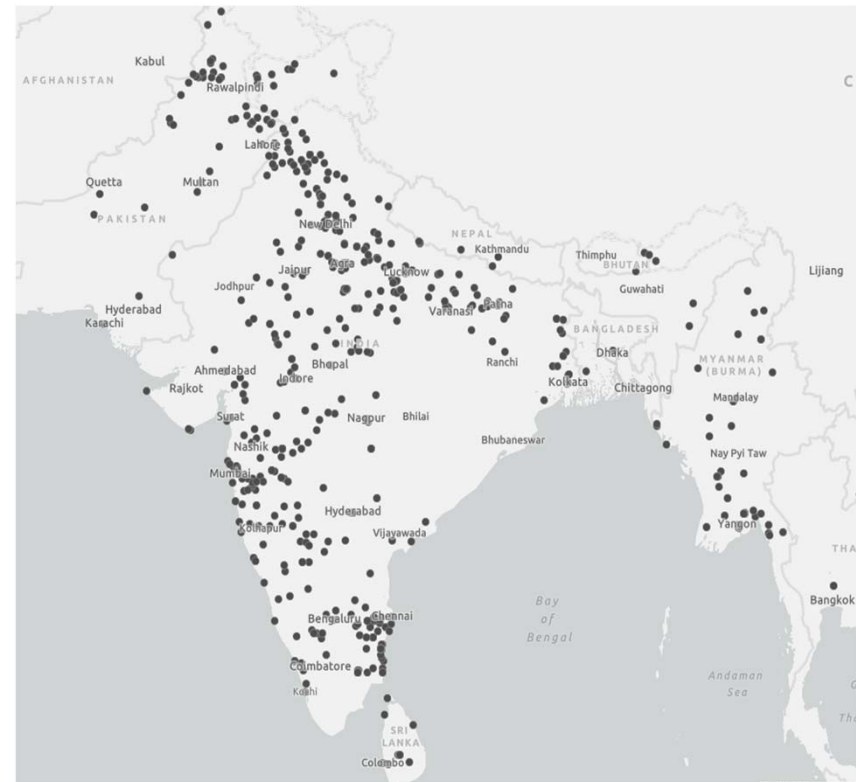 Kabul
AFGHANISTAN
Rawalpindi
C
Lahore
Quetta
Multan
PAKISTAN
New Delhi
NEPAL
Kathmandu
Thimphu
BHUTAN
Lijiang
Agra
Jaipur
Lucknow
Jodhpur
Guwahati
Hyderabad
Karachi
Varanasi
Patna
BANGLADESH
INDIA
Dhaka
Ranchi
MYANMAR
(BURMA)
Ahmedabad
Bhopal
Indore
Kolkata
Rajkot
Chittagong
Mandalay
Surat
Nagpur
Bhilai
Nashik
Bhubaneswar
Nay Pyi Taw
Mumbai
Hyderabad
Kolhapur
Vijayawada
Yangon
THA
Bay
of
Bengal
Bangkok
Bengaluru
Chennai
Coimbatore
Kochi
Andaman
Sea
G
Tha
SRI
LANKA
Colombo